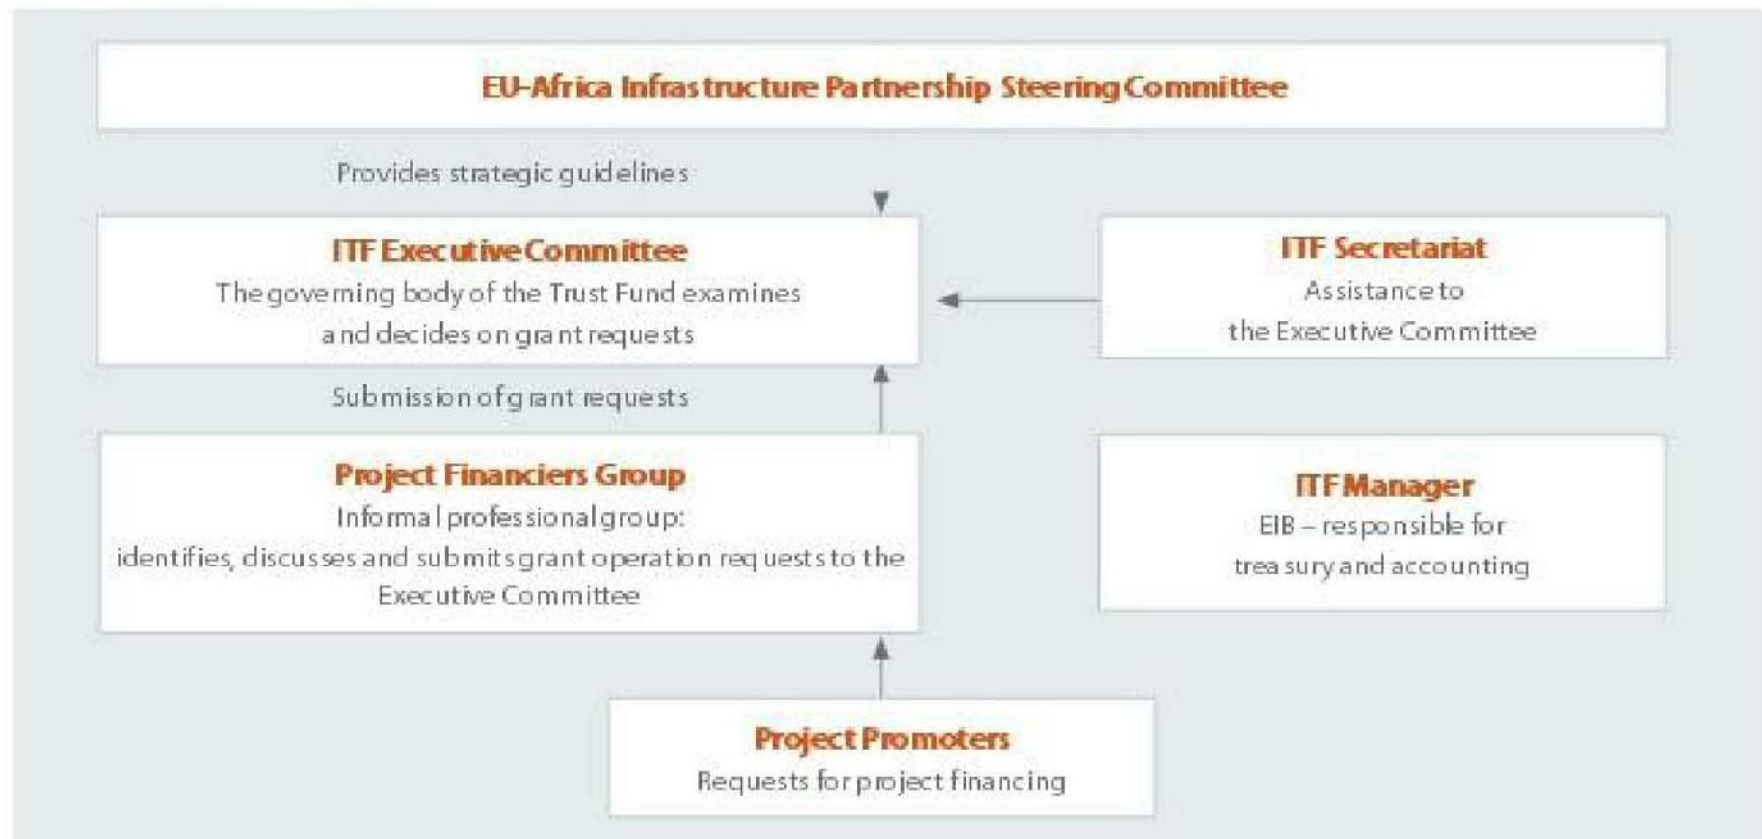 EU-Africa Infrastructure Partnership Steering Committee
Provides strategic guidelines
ITF Executive Committee
The governing body of the Trust Fund examines
and decides on grant requests
ITF Secretariat
Assistance to
the Executive Committee
Submission of grant requests
Project Financiers Group
Informal professional group:
identifies, discusses and submits grant operation requests to the
Executive Committee
ITF Manager
EIB – responsible for
treasury and accounting
Project Promoters
Requests for project financing